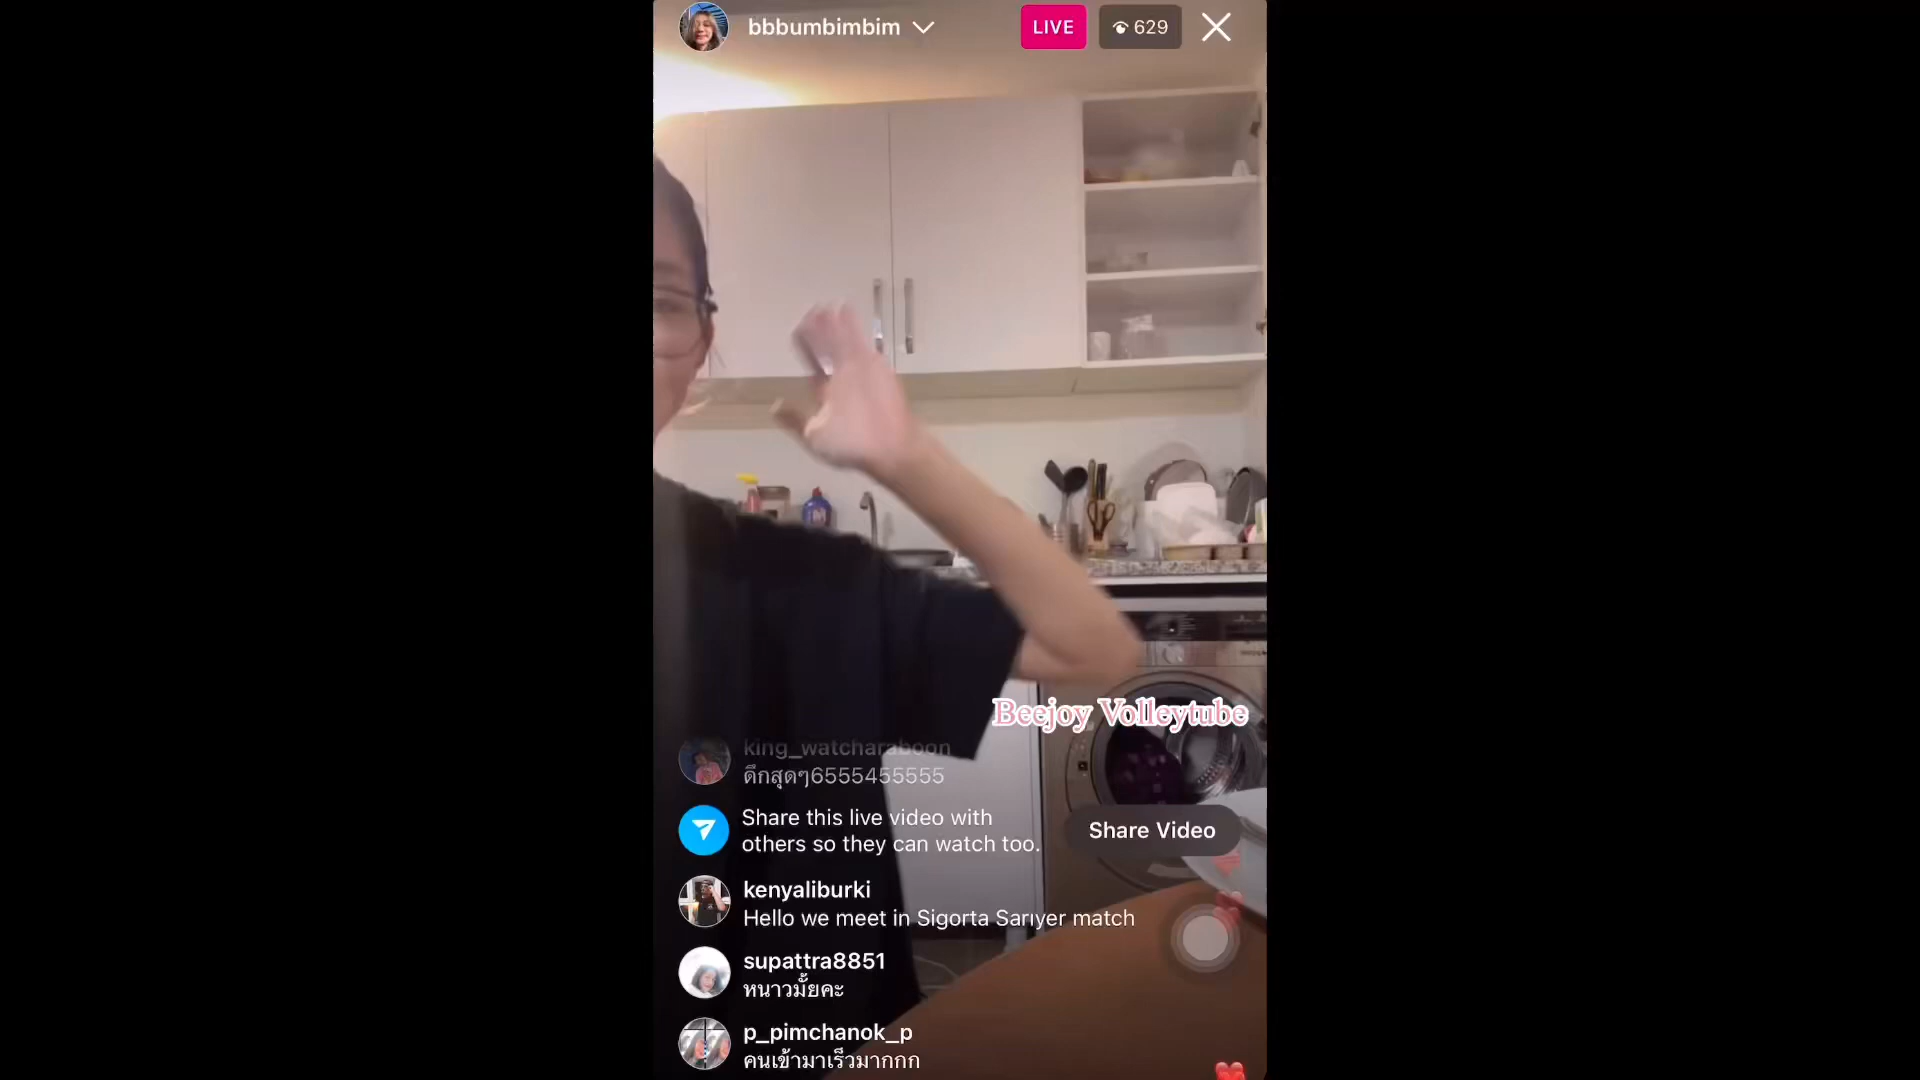 bbbumbimbim
LIVE
629
Beejoy Volleytube
king_watcharaboon
ดึกสุดๆ6555455555
Share this live video with
others so they can watch too.
Share Video
kenyaliburki
Hello we meet in Sigorta Sarıyer match
supattra8851
หนาวมั้ยคะ
p_pimchanok_p
คนเข้ามาเร็วมากกก